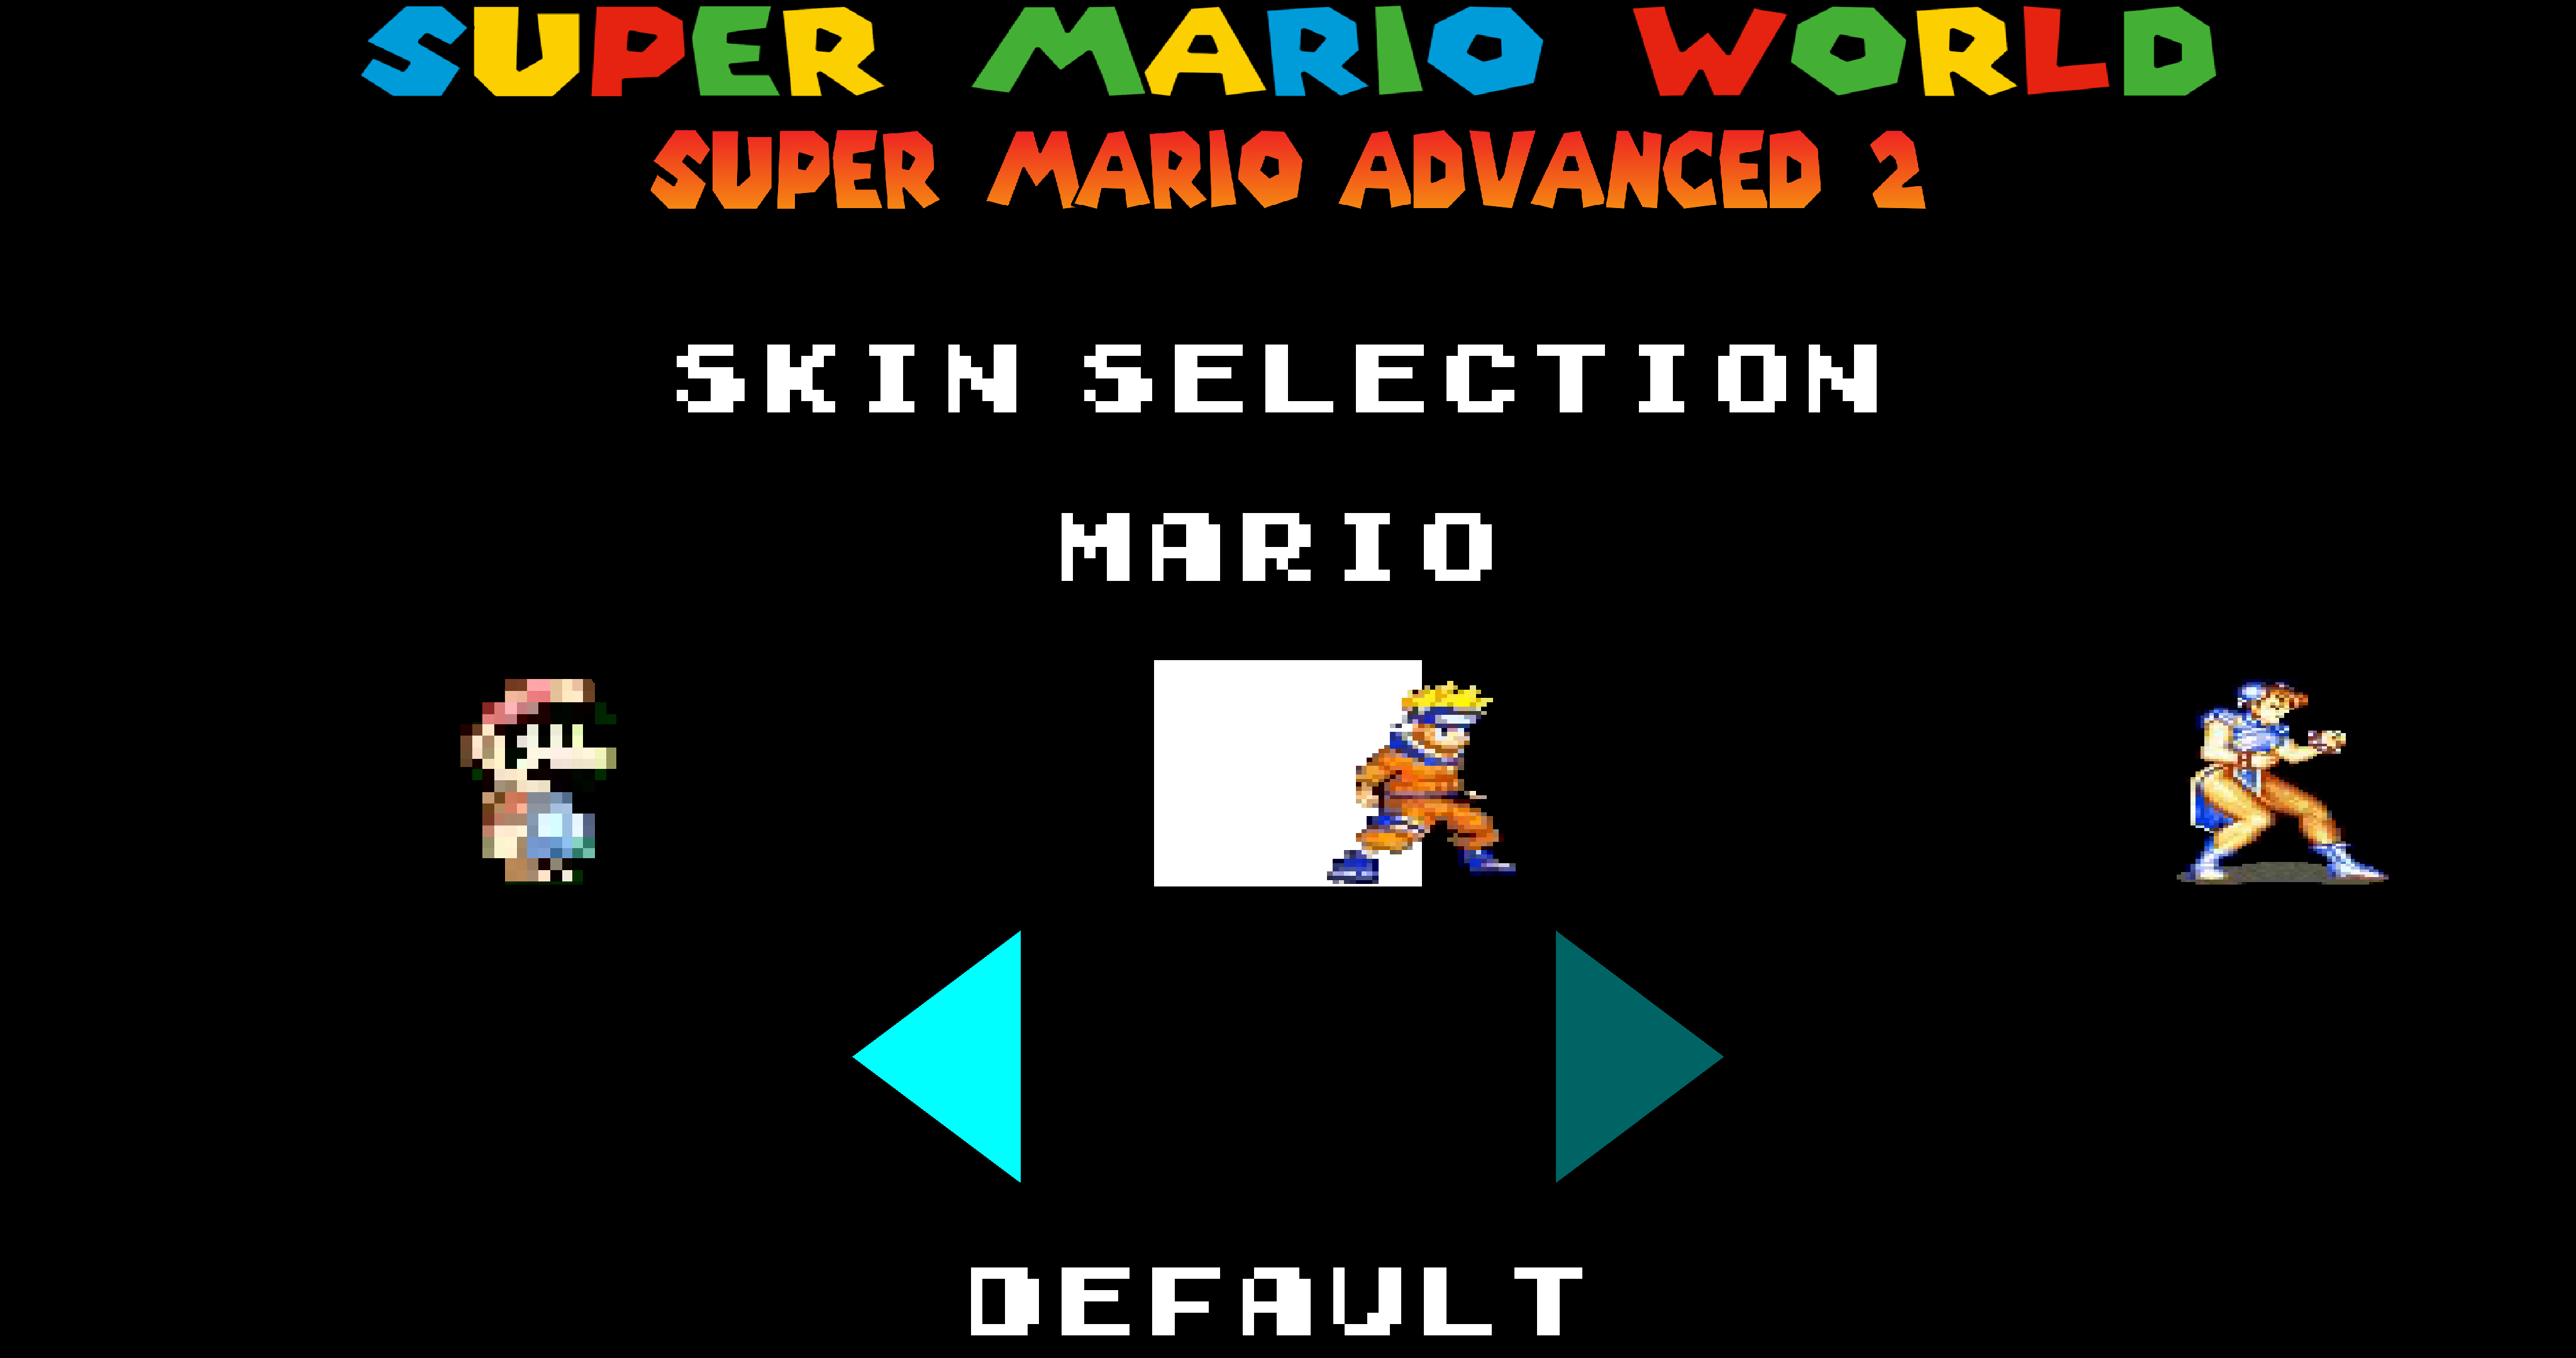 SUPER MARIO WORLD
SUPER MARIO ADVANCED 2
SKIN SELECTION
MARIO
DEFAULT